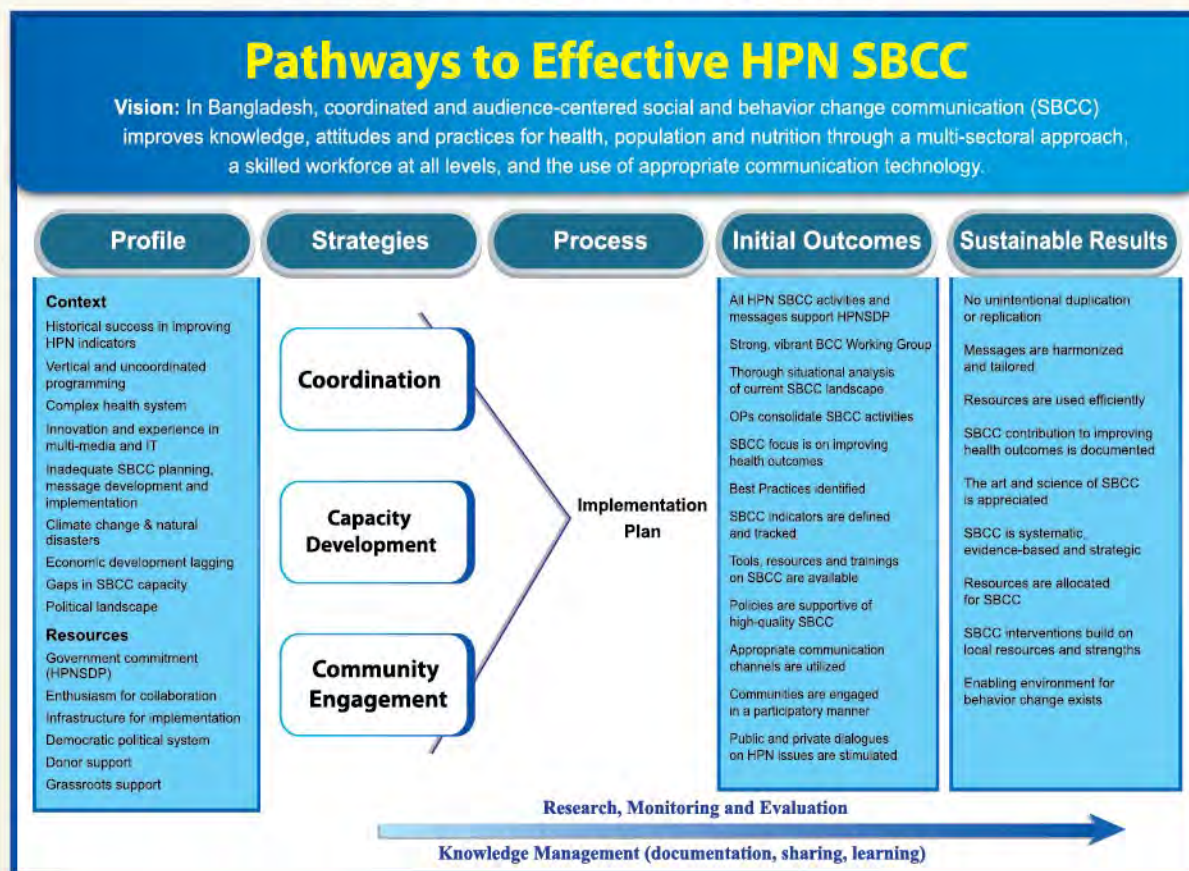 Pathways to Effective HPN SBCC
Vision: In Bangladesh, coordinated and audience-centered social and behavior change communication (SBCC)
improves knowledge, attitudes and practices for health, population and nutrition through a multi-sectoral approach,
a skilled workforce at all levels, and the use of appropriate communication technology.
Profile
Context
Historical success in improving
HPN indicators
Vertical and uncoordinated
programming
Complex health system
Innovation and experience in
multi-media and IT
Inadequate SBCC planning,
message development and
implementation
Climate change & natural
disasters
Economic development lagging
Gaps in SBCC capacity
Political landscape
Resources
Government commitment
(HPNSDP)
Enthusiasm for collaboration
Infrastructure for implementation
Democratic political system
Donor support
Grassroots support
Strategies
Coordination
Capacity
Development
Community
Engagement
Process
Implementation
Plan
Initial Outcomes
All HPN SBCC activities and
messages support HPNSDP
Strong, vibrant BCC Working Group
Thorough situational analysis
of current SBCC landscape
OPs consolidate SBCC activities
SBCC focus is on improving
health outcomes
Best Practices identified
SBCC indicators are defined
and tracked
Tools, resources and trainings
on SBCC are available
Policies are supportive of
high-quality SBCC
Appropriate communication
channels are utilized
Communities are engaged
in a participatory manner
Public and private dialogues
on HPN issues are stimulated
Sustainable Results
No unintentional duplication
or replication
Messages are harmonized
and tailored
Resources are used efficiently
SBCC contribution to improving
health outcomes is documented
The art and science of SBCC
is appreciated
SBCC is systematic,
evidence-based and strategic
Resources are allocated
for SBCC
SBCC interventions build on
local resources and strengths
Enabling environment for
behavior change exists
Research, Monitoring and Evaluation
Knowledge Management (documentation, sharing, learning)